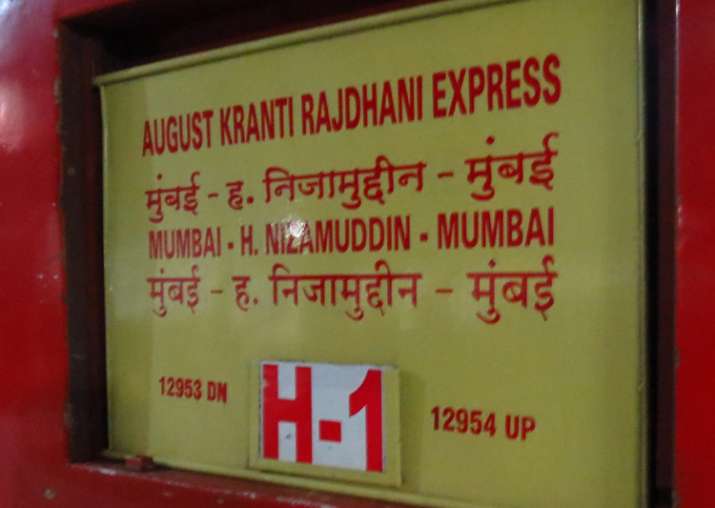 AUGUST KRANTI RAJDHANI EXPRESS
मुंबई - ह. निजामुद्दीन - मुंबई
MUMBAI - H. NIZAMUDDIN - MUMBAI
मुंबई - ह. निजामुद्दीन - मुंबई
12953 DN
H-1
12954 UP